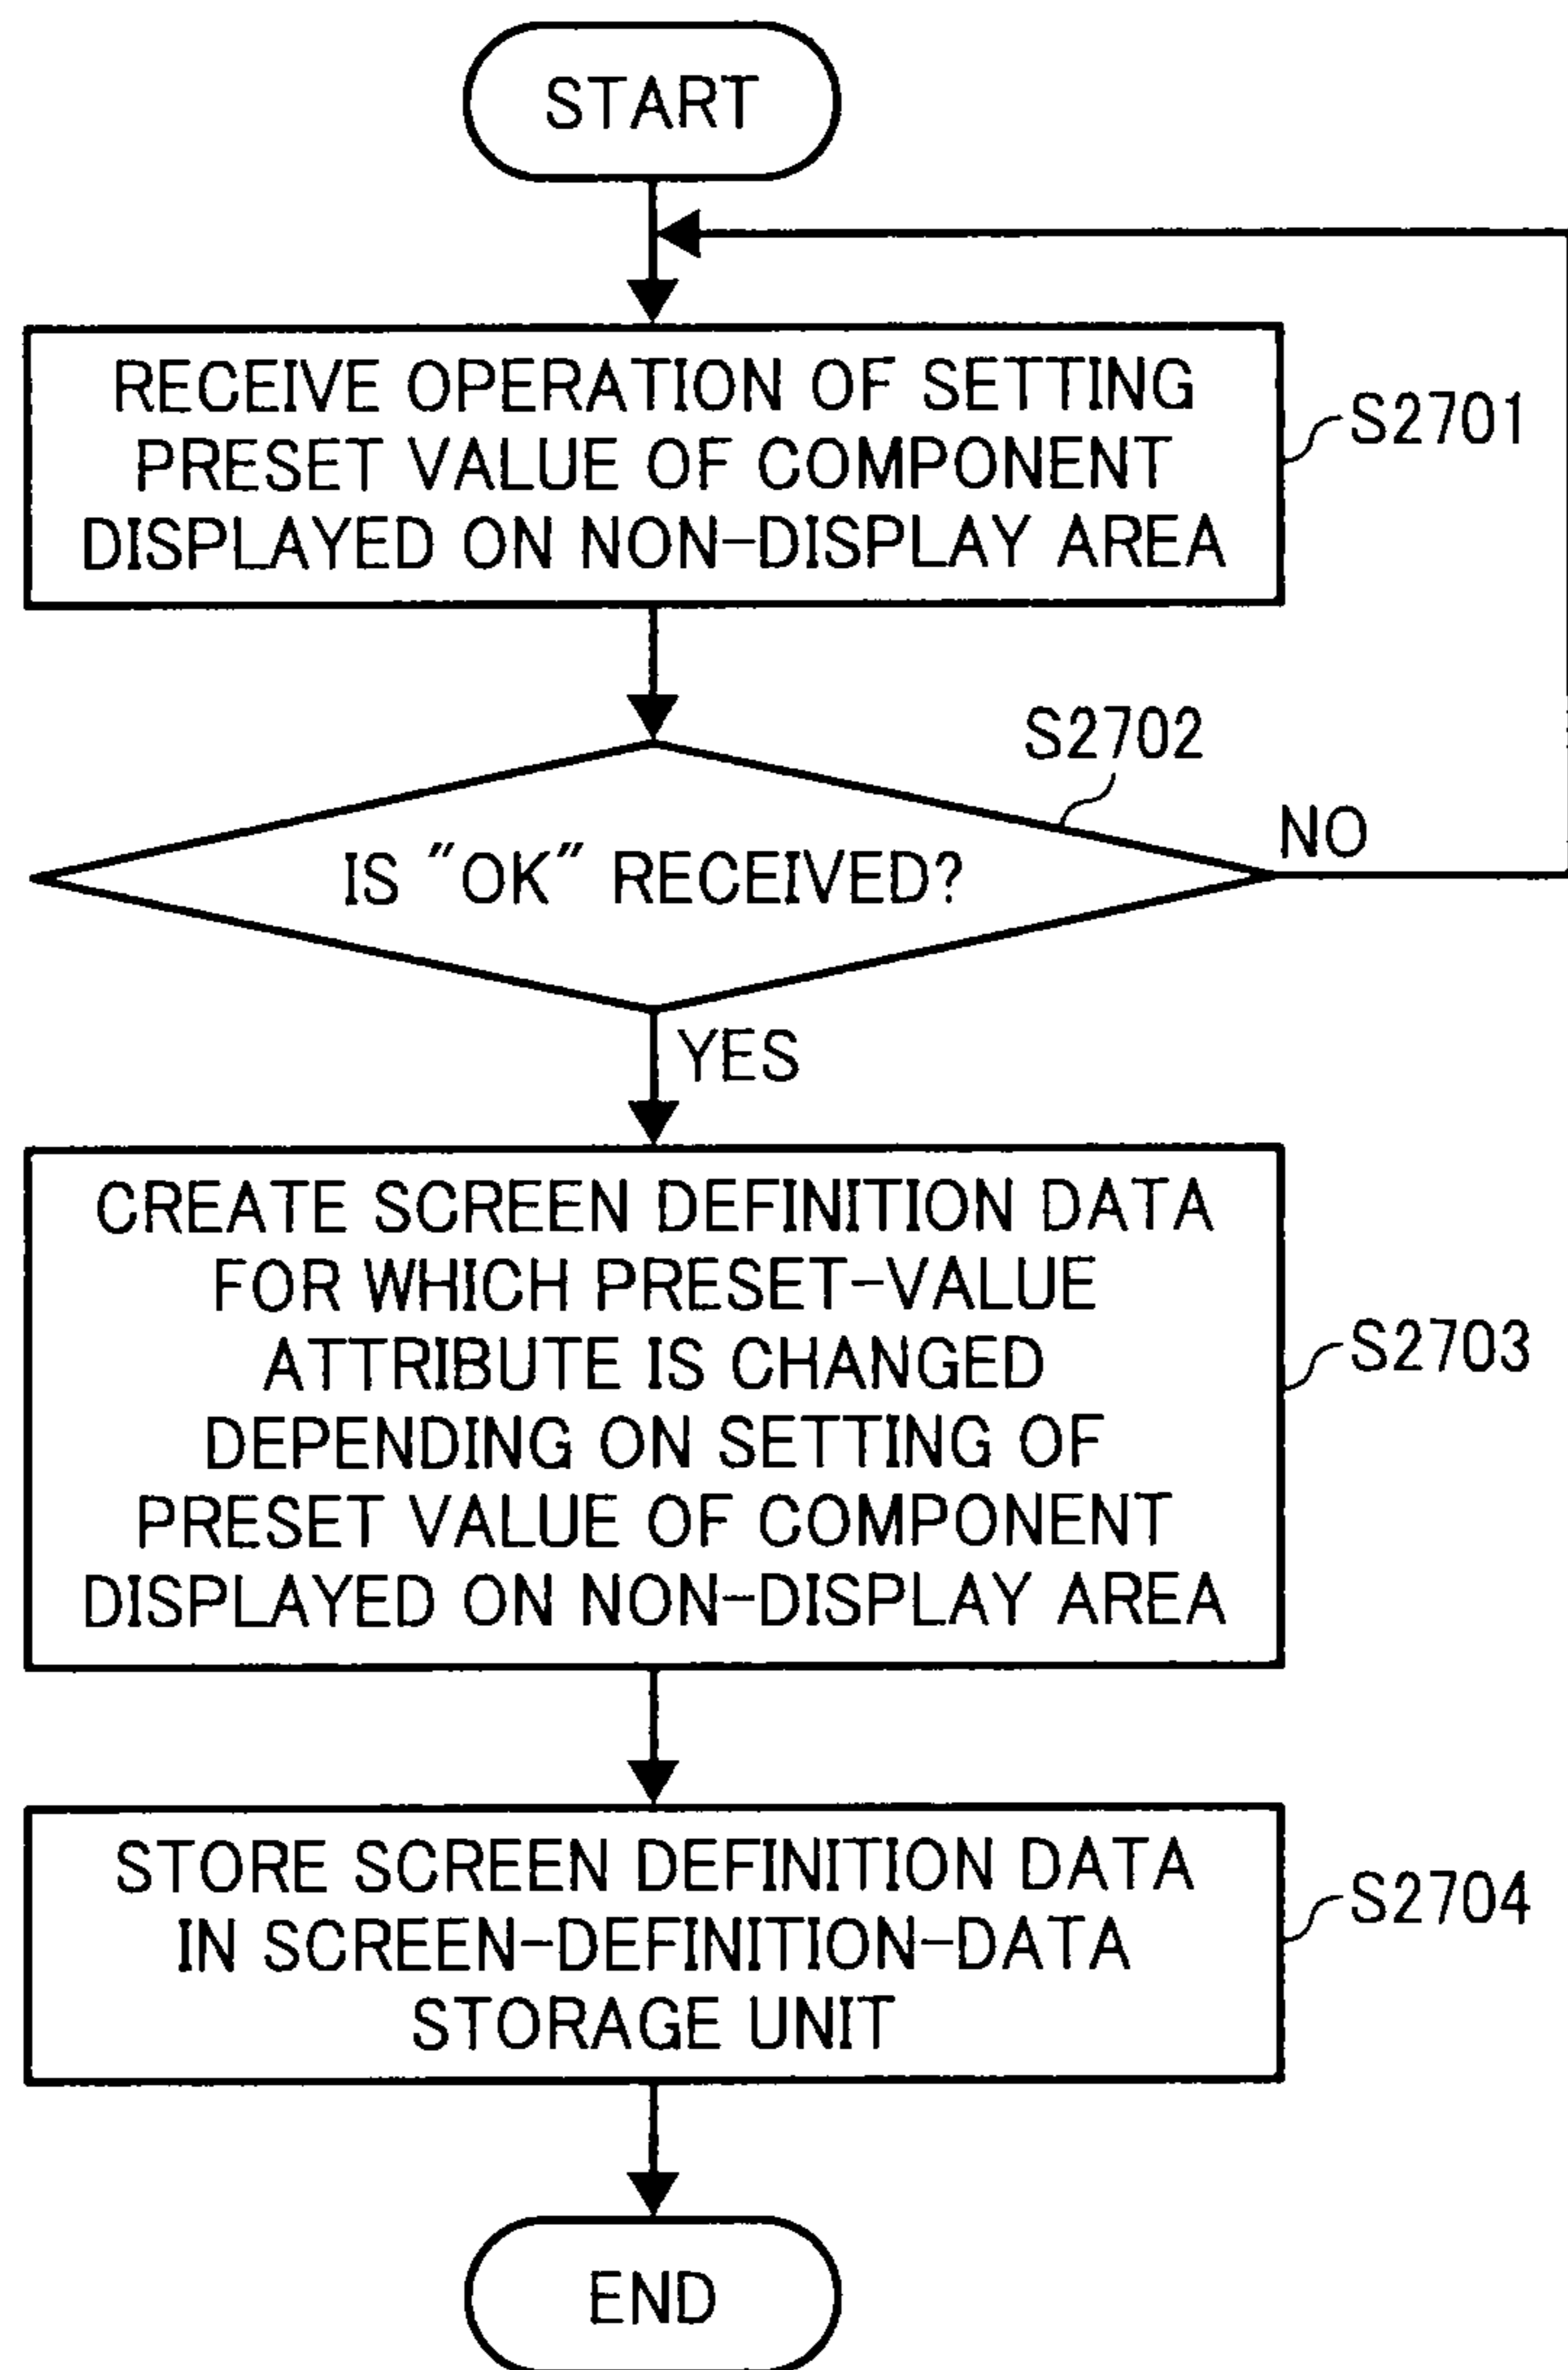 START
RECEIVE OPERATION OF SETTING
PRESET VALUE OF COMPONENT
DISPLAYED ON NON-DISPLAY AREA
S2701
S2702
IS "OK" RECEIVED?
NO
YES
CREATE SCREEN DEFINITION DATA
FOR WHICH PRESET-VALUE
ATTRIBUTE IS CHANGED
DEPENDING ON SETTING OF
PRESET VALUE OF COMPONENT
DISPLAYED ON NON-DISPLAY AREA
S2703
STORE SCREEN DEFINITION DATA
IN SCREEN-DEFINITION-DATA
STORAGE UNIT
S2704
END